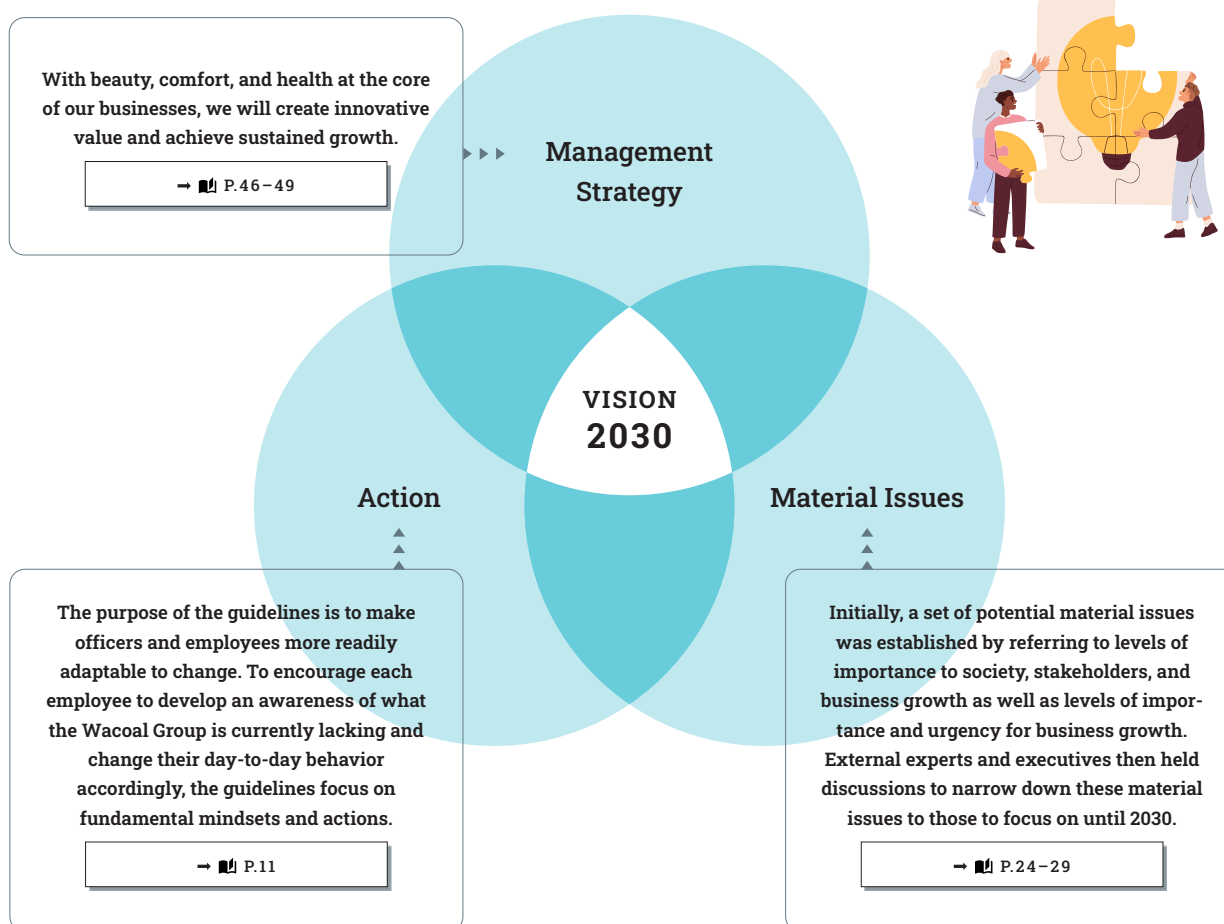 With beauty, comfort, and health at the core
of our businesses, we will create innovative
value and achieve sustained growth.
➞ P.46–49
Management
Strategy
VISION
2030
Action
Material Issues
The purpose of the guidelines is to make
officers and employees more readily
adaptable to change. To encourage each
employee to develop an awareness of what
the Wacoal Group is currently lacking and
change their day-to-day behavior
accordingly, the guidelines focus on
fundamental mindsets and actions.
➞ P.11
Initially, a set of potential material issues
was established by referring to levels of
importance to society, stakeholders, and
business growth as well as levels of impor-
tance and urgency for business growth.
External experts and executives then held
discussions to narrow down these material
issues to those to focus on until 2030.
➞ P.24–29